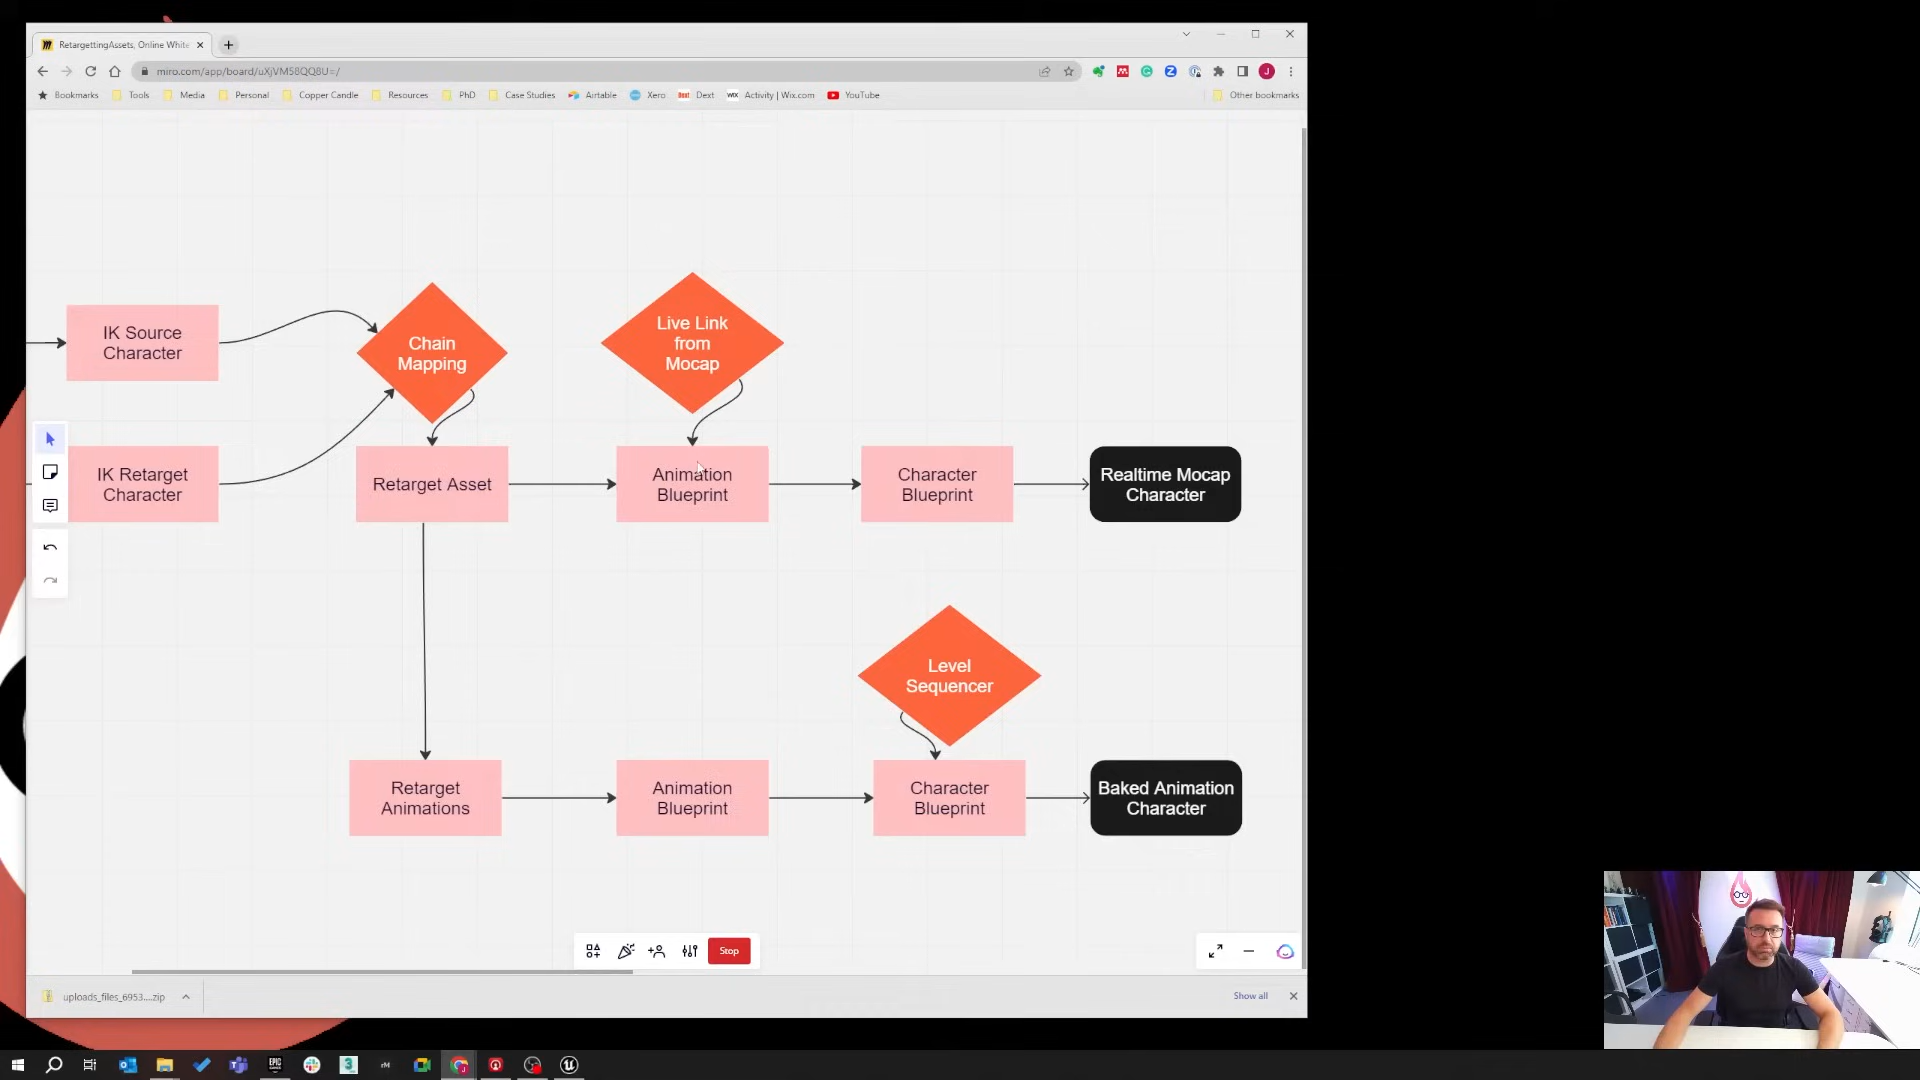 RetargettingAssets, Online White
miro.com/app/board/uXjVM58QQ8U=/
Bookmarks
Tools
Media
Personal
Copper Candle
Resources
PhD
Case Studies
Airtable
Xero
Dext
Activity | Wix.com
YouTube
Other bookmarks
IK Source
Character
Chain
Mapping
Live Link
from
Mocap
IK Retarget
Character
Retarget Asset
Animation
Blueprint
Character
Blueprint
Realtime Mocap
Character
Level
Sequencer
Retarget
Animations
Animation
Blueprint
Character
Blueprint
Baked Animation
Character
Stop
uploads_files_6953....zip
Show all